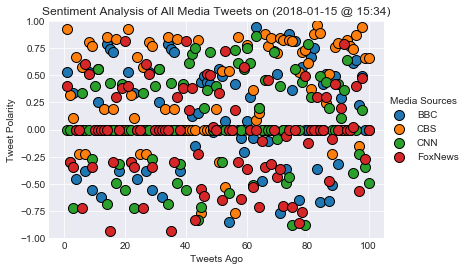 Sentiment Analysis of All Media Tweets on (2018-01-15 @ 15:34)
1.00
0.75
0.50
0.25
0.00
−0.25
−0.50
−0.75
−1.00
Tweet Polarity
0 20 40 60 80 100
Tweets Ago
Media Sources
BBC
CBS
CNN
FoxNews